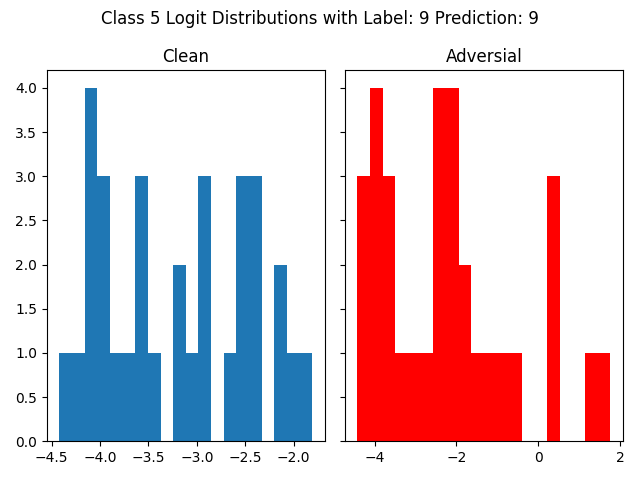 Class 5 Logit Distributions with Label: 9 Prediction: 9
Clean
Adversial
4.0
3.5
3.0
2.5
2.0
1.5
1.0
0.5
0.0
−4.5 −4.0 −3.5 −3.0 −2.5 −2.0
−4 −2 0 2